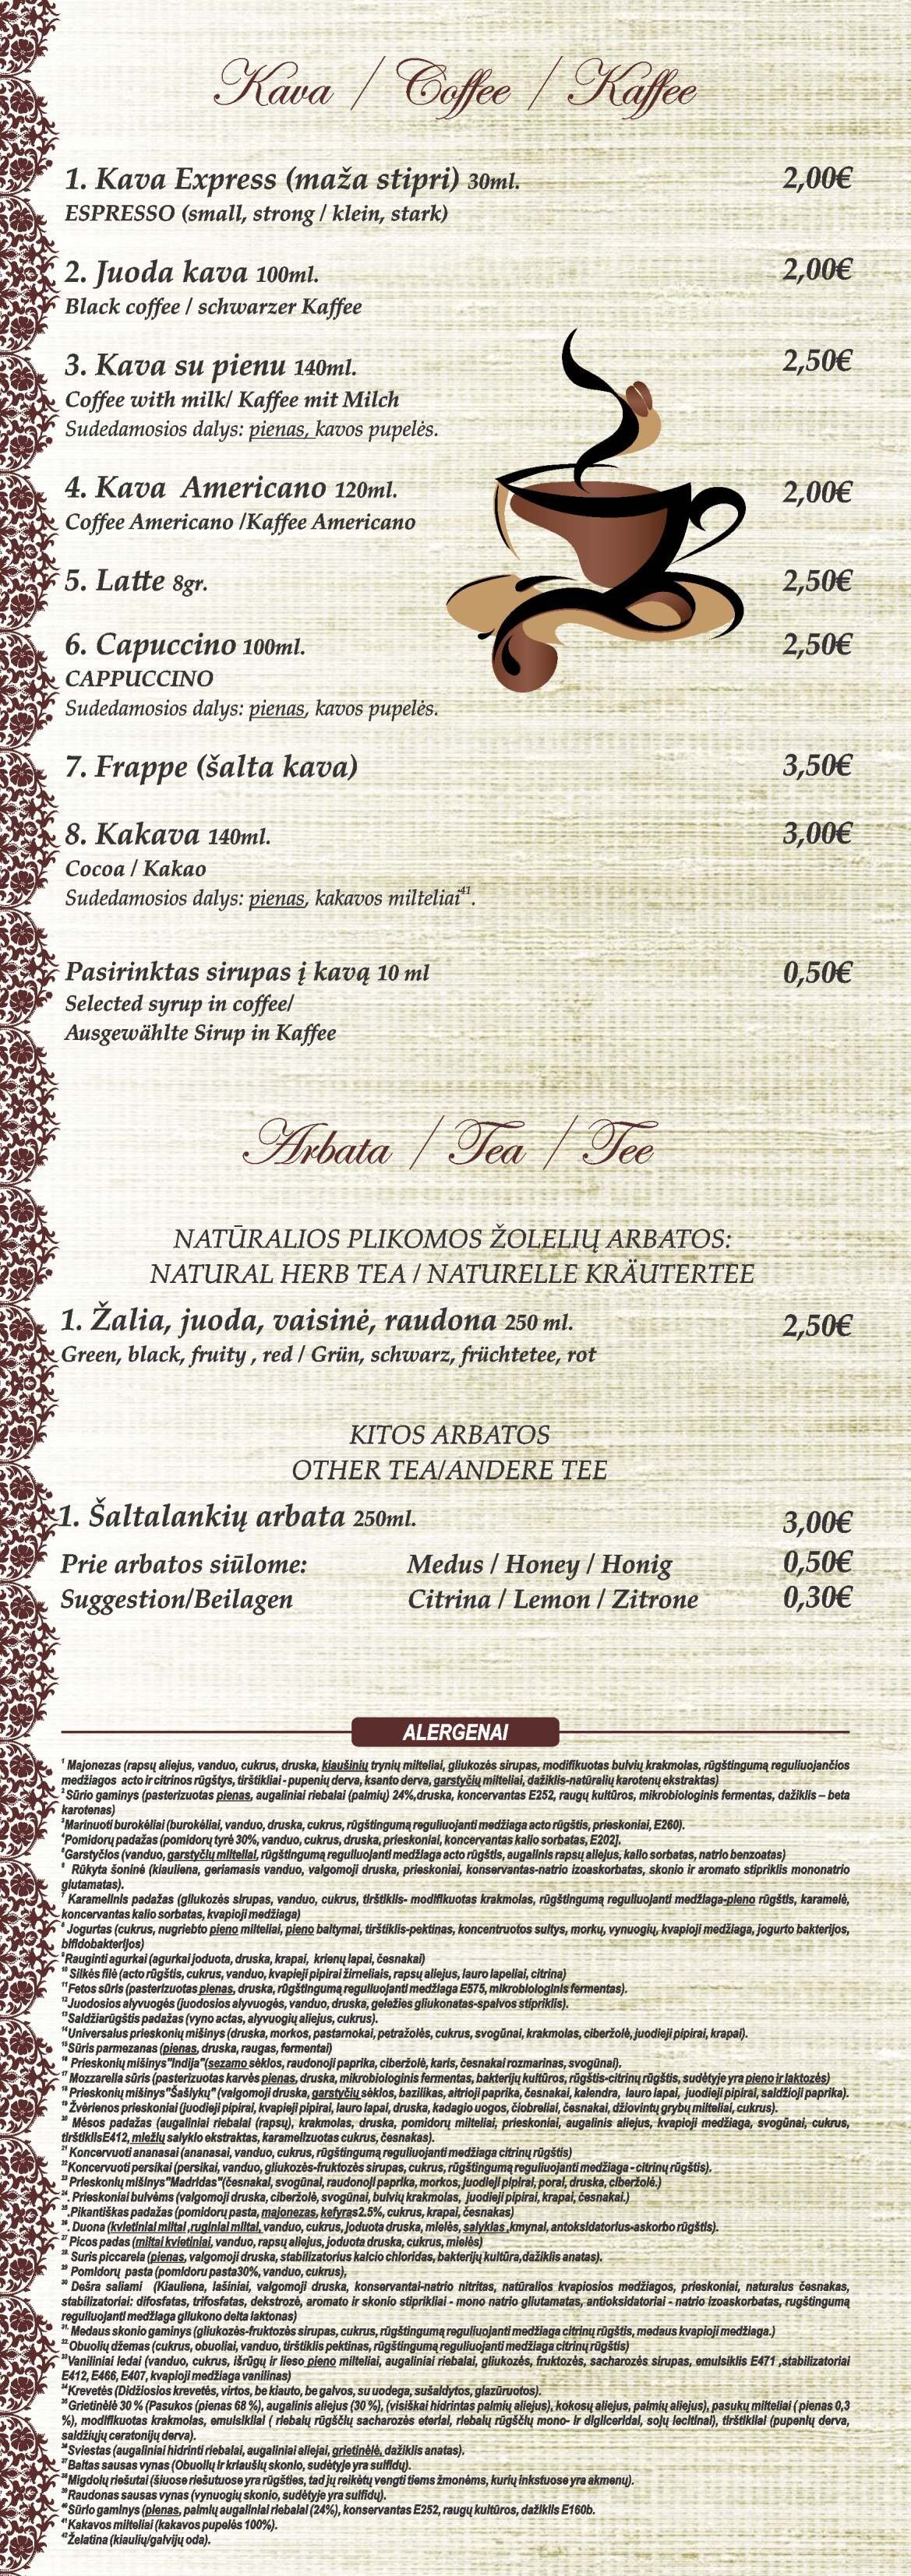 Kava / Coffee / Kaffee
1. Kava Express (maža stipri) 30ml. 2,00€
ESPRESSO (small, strong / klein, stark)
2. Juoda kava 100ml. 2,00€
Black coffee / schwarzer Kaffee
3. Kava su pienu 140ml. 2,50€
Coffee with milk/ Kaffee mit Milch
Sudedamosios dalys: pienas, kavos pupelės.
4. Kava Americano 120ml. 2,00€
Coffee Americano /Kaffee Americano
5. Latte 8gr. 2,50€
6. Capuccino 100ml. 2,50€
CAPPUCCINO
Sudedamosios dalys: pienas, kavos pupelės.
7. Frappe (šalta kava) 3,50€
8. Kakava 140ml. 3,00€
Cocoa / Kakao
Sudedamosios dalys: pienas, kakavos milteliai⁴¹.
Pasirinktas sirupas į kavą 10 ml 0,50€
Selected syrup in coffee/
Ausgewählte Sirup in Kaffee
Arbata / Tea / Tee
NATŪRALIOS PLIKOMOS ŽOLELIŲ ARBATOS:
NATURAL HERB TEA / NATURELLE KRÄUTERTEE
1. Žalia, juoda, vaisinė, raudona 250 ml. 2,50€
Green, black, fruity , red / Grün, schwarz, früchtetee, rot
KITOS ARBATOS
OTHER TEA/ANDERE TEE
1. Šaltalankių arbata 250ml. 3,00€
Prie arbatos siūlome: Medus / Honey / Honig 0,50€
Suggestion/Beilagen Citrina / Lemon / Zitrone 0,30€
ALERGENAI
¹ Majonezas (rapsų aliejus, vanduo, cukrus, druska, kiaušinių trynių milteliai, gliukozės sirupas, modifikuotas bulvių krakmolas, rūgštingumą reguliuojančios
medžiagos acto ir citrinos rūgštys, tirštikliai - pupenių derva, ksanto derva, garstyčių milteliai, dažiklis-natūralių karotenų ekstraktas)
² Sūrio gaminys (pasterizuotas pienas, augaliniai riebalai (palmių) 24%,druska, koncervantas E252, raugų kultūros, mikrobiologinis fermentas, dažiklis – beta
karotenas)
³Marinuoti burokėliai (burokėliai, vanduo, druska, cukrus, rūgštingumą reguliuojanti medžiaga acto rūgštis, prieskoniai, E260).
⁴Pomidorų padažas (pomidorų tyrė 30%, vanduo, cukrus, druska, prieskoniai, koncervantas kalio sorbatas, E202].
⁵Garstyčios (vanduo, garstyčių milteliai, rūgštingumą reguliuojanti medžiaga acto rūgštis, augalinis rapsų aliejus, kalio sorbatas, natrio benzoatas)
⁶ Rūkyta šoninė (kiauliena, geriamasis vanduo, valgomoji druska, prieskoniai, konservantas-natrio izoaskorbatas, skonio ir aromato stipriklis mononatrio
glutamatas).
⁷ Karamelinis padažas (gliukozės sirupas, vanduo, cukrus, tirštiklis- modifikuotas krakmolas, rūgštingumą reguliuojanti medžiaga-pieno rūgštis, karamelė,
koncervantas kalio sorbatas, kvapioji medžiaga)
⁸ Jogurtas (cukrus, nugriebto pieno milteliai, pieno baltymai, tirštiklis-pektinas, koncentruotos sultys, morkų, vynuogių, kvapioji medžiaga, jogurto bakterijos,
bifidobakterijos)
⁹Rauginti agurkai (agurkai joduota, druska, krapai, krienų lapai, česnakai)
¹⁰ Silkės filė (acto rūgštis, cukrus, vanduo, kvapieji pipirai žirneliais, rapsų aliejus, lauro lapeliai, citrina)
¹¹ Fetos sūris (pasterizuotas pienas, druska, rūgštingumą reguliuojanti medžiaga E575, mikrobiologinis fermentas).
¹² Juodosios alyvuogės (juodosios alyvuogės, vanduo, druska, geležies gliukonatas-spalvos stipriklis).
¹³ Saldžiarūgštis padažas (vyno actas, alyvuogių aliejus, cukrus).
¹⁴Universalus prieskonių mišinys (druska, morkos, pastarnokai, petražolės, cukrus, svogūnai, krakmolas, ciberžolė, juodieji pipirai, krapai).
¹⁵ Sūris parmezanas (pienas, druska, raugas, fermentai)
¹⁶ Prieskonių mišinys"Indija"(sezamo sėklos, raudonoji paprika, ciberžolė, karis, česnakai rozmarinas, svogūnai).
¹⁷ Mozzarella sūris (pasterizuotas karvės pienas, druska, mikrobiologinis fermentas, bakterijų kultūros, rūgštis-citrinų rūgštis, sudėtyje yra pieno ir laktozės)
¹⁸ Prieskonių mišinys"Šašlykų" (valgomoji druska, garstyčių sėklos, bazilikas, aitrioji paprika, česnakai, kalendra, lauro lapai, juodieji pipirai, saldžioji paprika).
¹⁹ Žvėrienos prieskoniai (juodieji pipirai, kvapieji pipirai, lauro lapai, druska, kadagio uogos, čiobreliai, česnakai, džiovintų grybų milteliai, cukrus).
²⁰ Mėsos padažas (augaliniai riebalai (rapsų), krakmolas, druska, pomidorų milteliai, prieskoniai, augalinis aliejus, kvapioji medžiaga, svogūnai, cukrus,
tirštiklisE412, miežių salyklo ekstraktas, karamelizuotas cukrus, česnakas).
²¹ Koncervuoti ananasai (ananasai, vanduo, cukrus, rūgštingumą reguliuojanti medžiaga citrinų rūgštis)
²²Koncervuoti persikai (persikai, vanduo, gliukozės-fruktozės sirupas, cukrus, rūgštingumą reguliuojanti medžiaga - citrinų rūgštis).
²³ Prieskonių mišinys"Madridas"(česnakai, svogūnai, raudonoji paprika, morkos, juodieji pipirai, porai, druska, ciberžolė.)
²⁴. Prieskoniai bulvėms (valgomoji druska, ciberžolė, svogūnai, bulvių krakmolas, juodieji pipirai, krapai, česnakai.)
²⁵.Pikantiškas padažas (pomidorų pasta, majonezas, kefyras2.5%, cukrus, krapai, česnakas)
²⁶. Duona (kvietiniai miltai ,ruginiai miltai, vanduo, cukrus, joduota druska, mielės, salyklas ,kmynai, antoksidatorius-askorbo rūgštis).
²⁷ Picos padas (miltai kvietiniai, vanduo, rapsų aliejus, joduota druska, cukrus, mielės)
²⁸ Suris piccarela (pienas, valgomoji druska, stabilizatorius kalcio chloridas, bakterijų kultūra,dažiklis anatas).
²⁹ Pomidorų pasta (pomidoru pasta30%, vanduo, cukrus),
³⁰ Dešra saliami (Kiauliena, lašiniai, valgomoji druska, konservantai-natrio nitritas, natūralios kvapiosios medžiagos, prieskoniai, naturalus česnakas,
stabilizatoriai: difosfatas, trifosfatas, dekstrozė, aromato ir skonio stiprikliai - mono natrio gliutamatas, antioksidatoriai - natrio izoaskorbatas, rugštingumą
reguliuojanti medžiaga gliukono delta laktonas)
³¹ Medaus skonio gaminys (gliukozės-fruktozės sirupas, cukrus, rūgštingumą reguliuojanti medžiaga citrinų rūgštis, medaus kvapioji medžiaga.)
³² Obuolių džemas (cukrus, obuoliai, vanduo, tirštiklis pektinas, rūgštingumą reguliuojanti medžiaga citrinų rūgštis)
³³Vaniliniai ledai (vanduo, cukrus, išrūgų ir lieso pieno milteliai, augaliniai riebalai, gliukozės, fruktozės, sacharozės sirupas, emulsiklis E471 ,stabilizatoriai
E412, E466, E407, kvapioji medžiaga vanilinas)
³⁴Krevetės (Didžiosios krevetės, virtos, be kiauto, be galvos, su uodega, sušaldytos, glazūruotos).
³⁵Grietinėlė 30 % (Pasukos (pienas 68 %), augalinis aliejus (30 %), (visiškai hidrintas palmių aliejus), kokosų aliejus, palmių aliejus), pasukų milteliai ( pienas 0,3
%), modifikuotas krakmolas, emulsikliai ( riebalų rūgščių sacharozės eteriai, riebalų rūgščių mono- ir digliceridai, sojų lecitinai), tirštikliai (pupenių derva,
saldžiųjų ceratonijų derva).
³⁶Sviestas (augaliniai hidrinti riebalai, augaliniai aliejai, grietinėlė, dažiklis anatas).
³⁷Baltas sausas vynas (Obuolių ir kriaušių skonio, sudėtyje yra sulfidų).
³⁸Migdolų riešutai (šiuose riešutuose yra rūgšties, tad jų reikėtų vengti tiems žmonėms, kurių inkstuose yra akmenų).
³⁹Raudonas sausas vynas (vynuogių skonio, sudėtyje yra sulfidų).
⁴⁰Sūrio gaminys (pienas, palmių augaliniai riebalai (24%), konservantas E252, raugų kultūros, dažiklis E160b.
⁴¹Kakavos milteliai (kakavos pupelės 100%).
⁴²Želatina (kiaulių/galvijų oda).